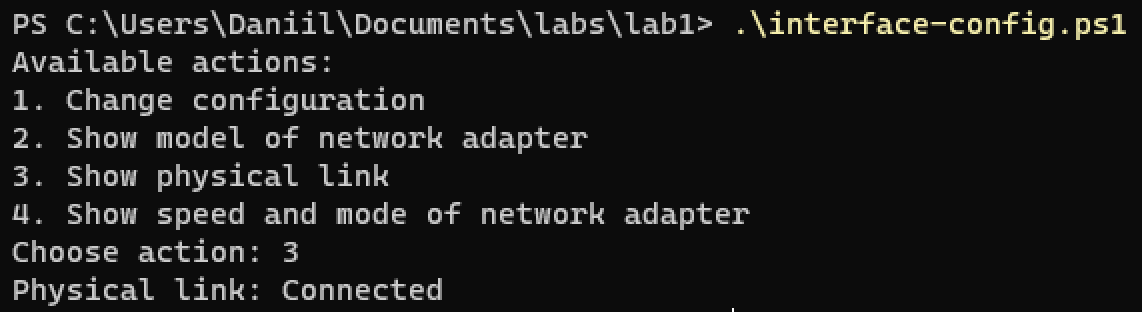 PS C:\Users\Daniil\Documents\labs\lab1> .\interface-config.ps1
Available actions:
1. Change configuration
2. Show model of network adapter
3. Show physical link
4. Show speed and mode of network adapter
Choose action: 3
Physical link: Connected